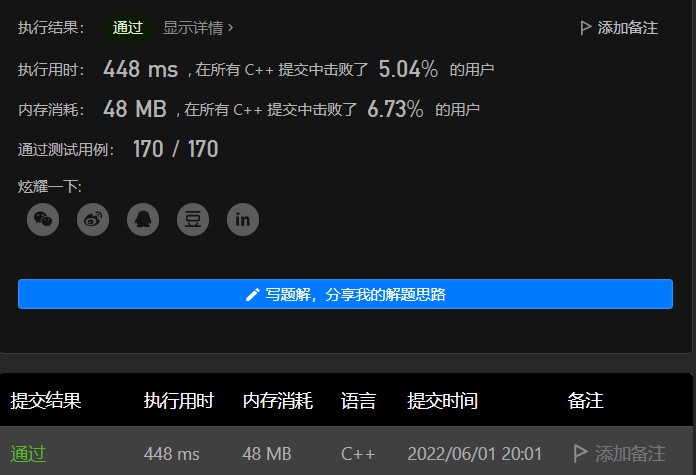 执行结果： 通过 显示详情 › 添加备注
执行用时： 448 ms , 在所有 C++ 提交中击败了 5.04% 的用户
内存消耗： 48 MB , 在所有 C++ 提交中击败了 6.73% 的用户
通过测试用例： 170 / 170
炫耀一下:
豆 in
写题解，分享我的解题思路
提交结果 执行用时 内存消耗 语言 提交时间 备注
通过 448 ms 48 MB C++ 2022/06/01 20:01 添加备注